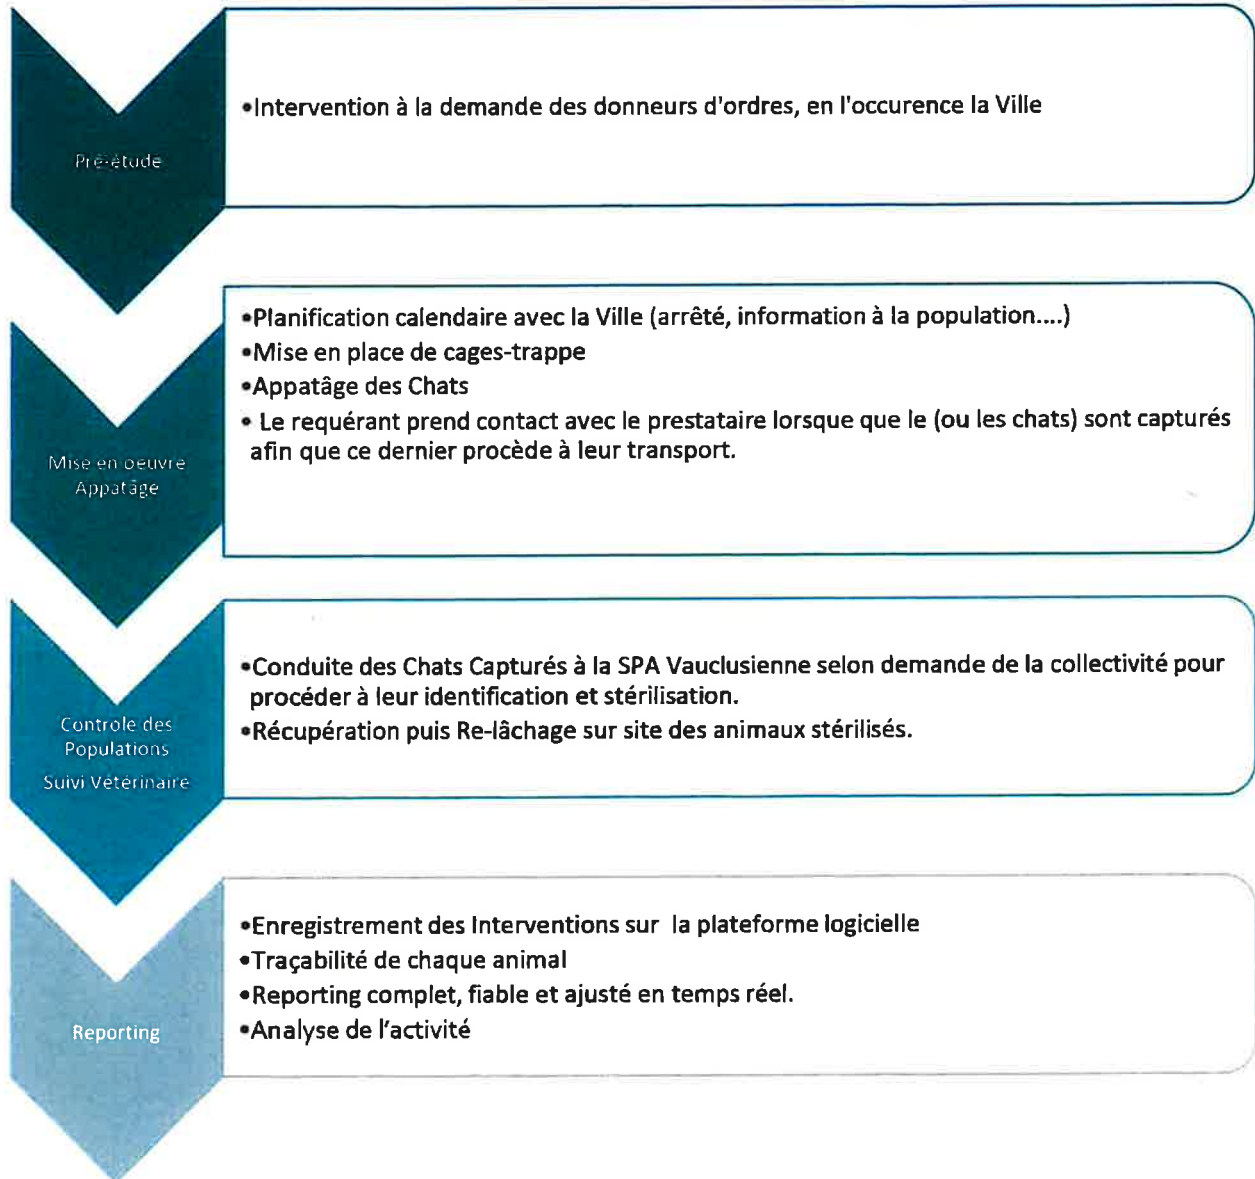 Pré-étude
•Intervention à la demande des donneurs d'ordres, en l'occurence la Ville
Mise en oeuvre
Appatâge
•Planification calendaire avec la Ville (arrêté, information à la population....)
•Mise en place de cages-trappe
•Appatâge des Chats
• Le requérant prend contact avec le prestataire lorsque que le (ou les chats) sont capturés
afin que ce dernier procède à leur transport.
Controle des
Populations
Suivi Vétérinaire
•Conduite des Chats Capturés à la SPA Vauclusienne selon demande de la collectivité pour
procéder à leur identification et stérilisation.
•Récupération puis Re-lâchage sur site des animaux stérilisés.
Reporting
•Enregistrement des Interventions sur la plateforme logicielle
•Traçabilité de chaque animal
•Reporting complet, fiable et ajusté en temps réel.
•Analyse de l'activité